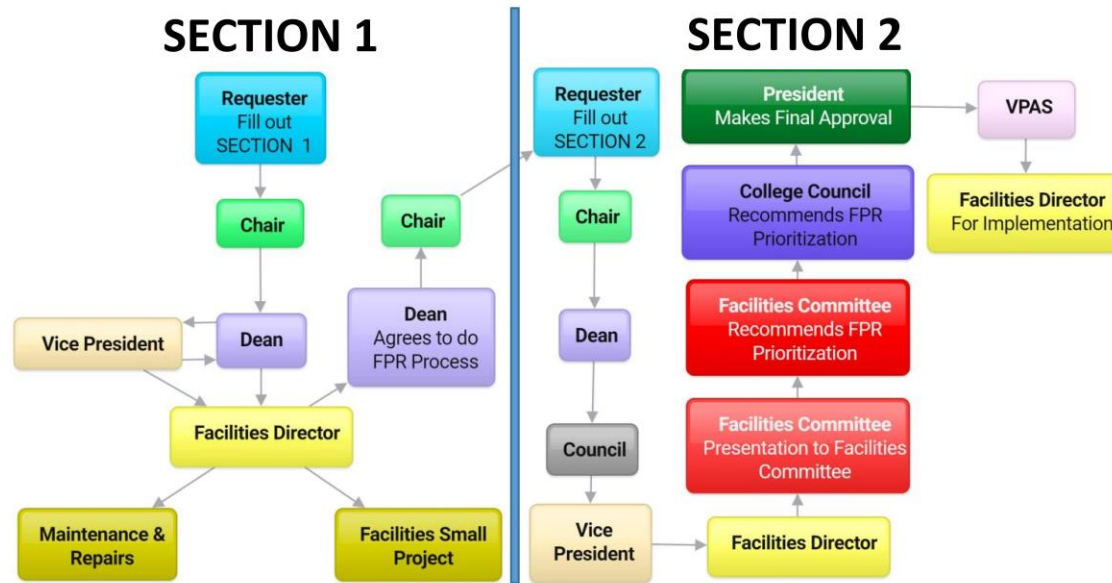 SECTION 1
Requester
Fill out
SECTION 1
Chair
Vice President
Dean
Facilities Director
Maintenance &
Repairs
Facilities Small
Project
Dean
Agrees to do
FPR Process
Chair
SECTION 2
Requester
Fill out
SECTION 2
Chair
Dean
Council
Vice
President
Facilities Director
Facilities Committee
Presentation to Facilities
Committee
Facilities Committee
Recommends FPR
Prioritization
College Council
Recommends FPR
Prioritization
President
Makes Final Approval
VPAS
Facilities Director
For Implementation